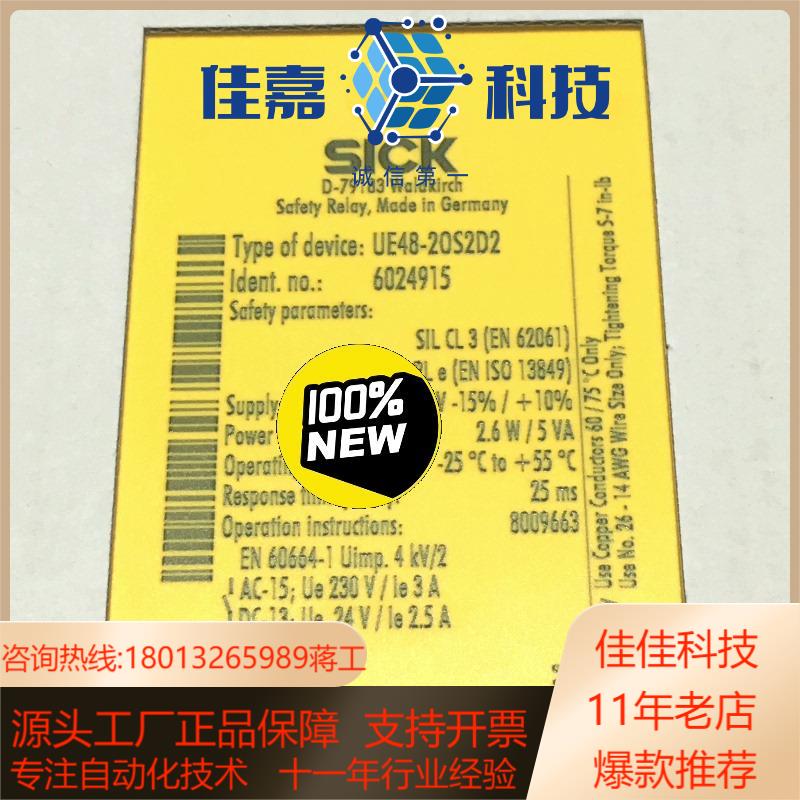 佳嘉 科技
SICK
诚信第一
Waldkirch
Safety Relay, Made in Germany
Type of device: UE48-2OS2D2
Ident. no.: 6024915
Safety parameters:
SIL CL 3 (EN 62061)
e (EN ISO 13849)
Supply -15% / +10%
Power 2.6 W / 5 VA
-25 °C to +55 °C
Response 25 ms
Operation instructions: 8009663
EN 60664-1 Uimp. 4 kV/2
AC-15; Ue 230 V / Ie 3 A
DC-13; Ue 24 V / Ie 2.5 A
Use Copper Conductors 60 / 75 °C Only
Use No. 26 - 14 AWG Wire Size Only; Tightening Torque 5-7 in-lb
100%
NEW
咨询热线:18013265989蒋工
源头工厂正品保障 支持开票
专注自动化技术 十一年行业经验
佳佳科技
11年老店
爆款推荐